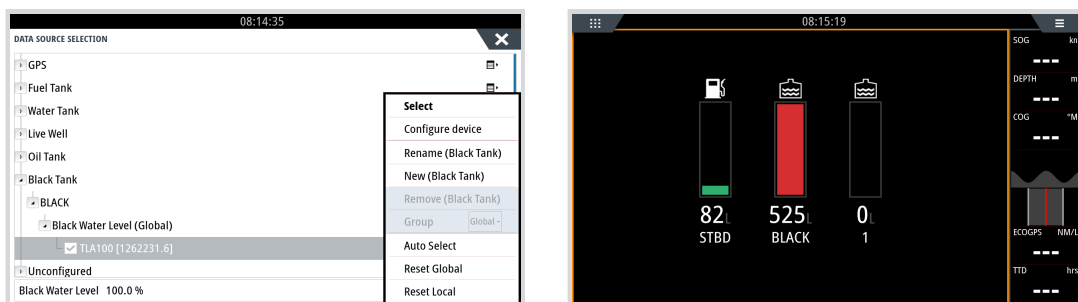 08:14:35
DATA SOURCE SELECTION
GPS
Fuel Tank
Water Tank
Live Well
Oil Tank
Black Tank
BLACK
Black Water Level (Global)
TLA100 [1262231.6]
Unconfigured
Black Water Level 100.0 %
Select
Configure device
Rename (Black Tank)
New (Black Tank)
Remove (Black Tank)
Group Global
Auto Select
Reset Global
Reset Local
08:15:19
82L 525L 0L
STBD BLACK 1
SOG kn
---
DEPTH m
---
COG °M
---
ECOGPS NM/L
---
TTD hrs
---